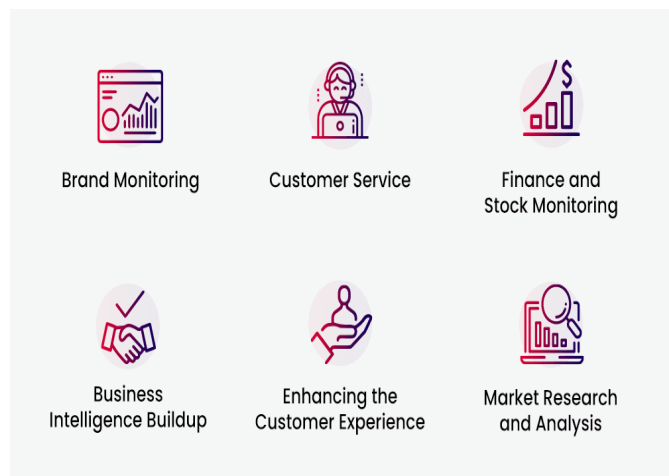 Brand Monitoring
Customer Service
Finance and
Stock Monitoring
Business
Intelligence Buildup
Enhancing the
Customer Experience
Market Research
and Analysis